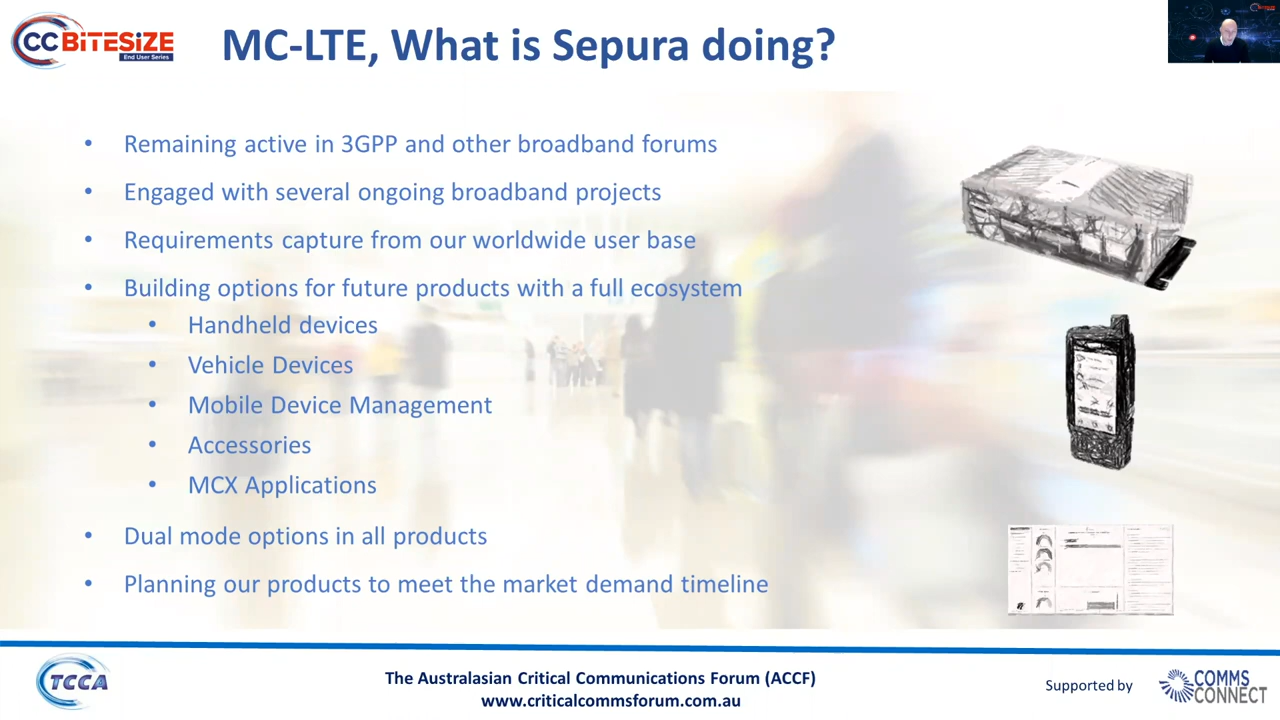 CCBiTESiZE
End User Series
MC-LTE, What is Sepura doing?
• Remaining active in 3GPP and other broadband forums
• Engaged with several ongoing broadband projects
• Requirements capture from our worldwide user base
• Building options for future products with a full ecosystem
• Handheld devices
• Vehicle Devices
• Mobile Device Management
• Accessories
• MCX Applications
• Dual mode options in all products
• Planning our products to meet the market demand timeline
TCCA
The Australasian Critical Communications Forum (ACCF)
www.criticalcommsforum.com.au
Supported by
COMMS
CONNECT